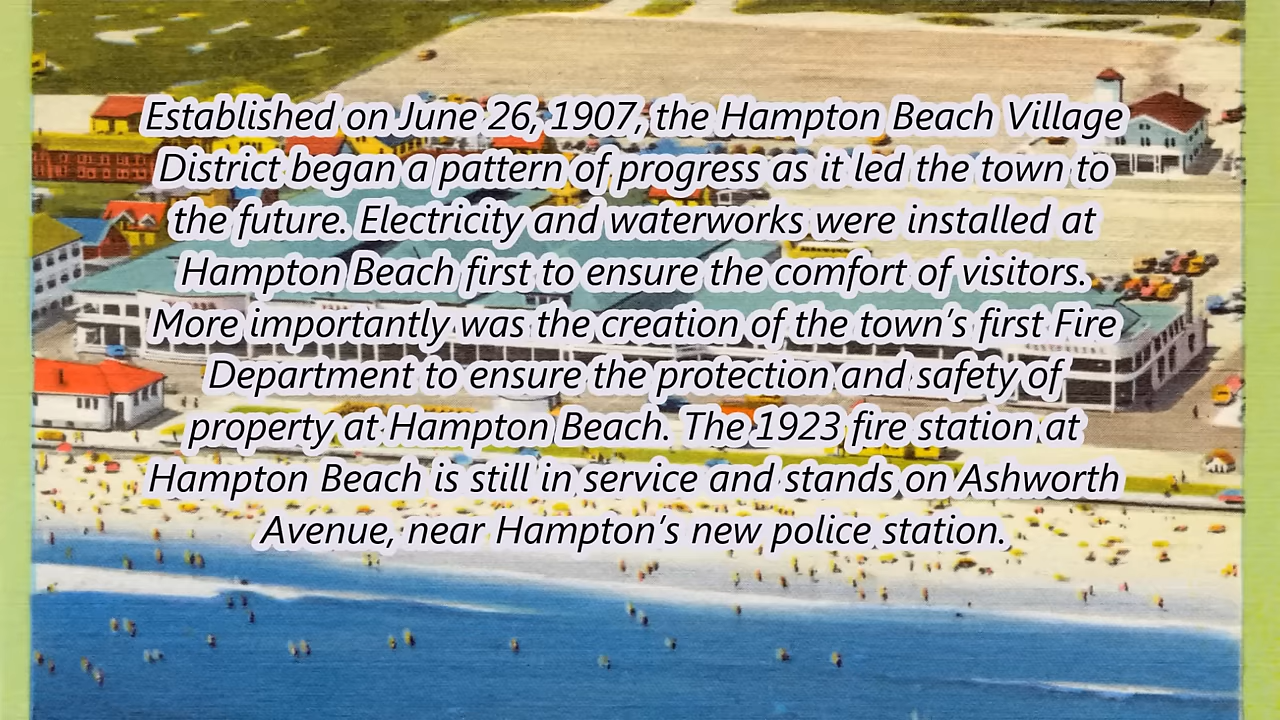 Established on June 26, 1907, the Hampton Beach Village
District began a pattern of progress as it led the town to
the future. Electricity and waterworks were installed at
Hampton Beach first to ensure the comfort of visitors.
More importantly was the creation of the town's first Fire
Department to ensure the protection and safety of
property at Hampton Beach. The 1923 fire station at
Hampton Beach is still in service and stands on Ashworth
Avenue, near Hampton's new police station.